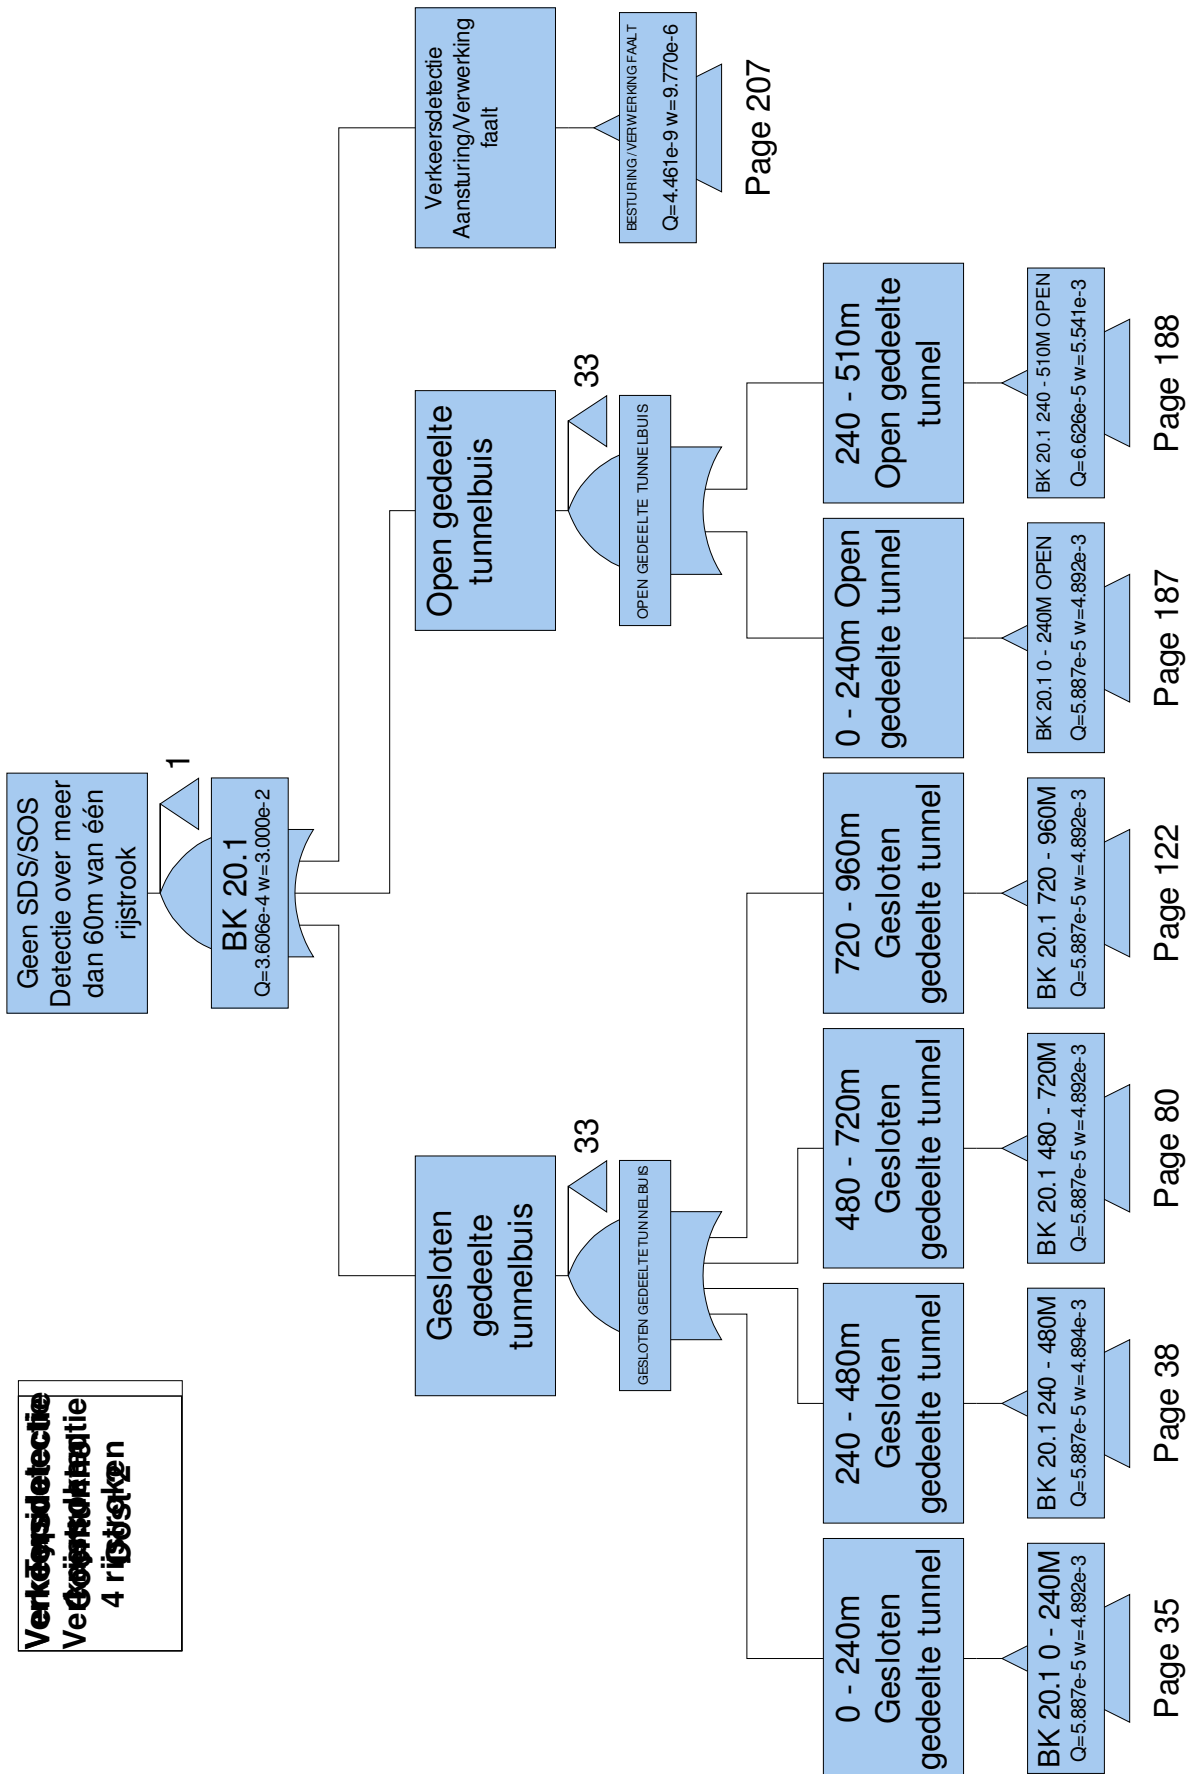 Geen SDS/SOS
Detectie over meer
dan 60m van één
rijstrook
1
BK 20.1
Q=3.606e-4 w=3.000e-2
4 rijstroken
Gesloten
gedeelte
tunnelbuis
33
GESLOTEN GEDEELTE TUNNELBUIS
Open gedeelte
tunnelbuis
33
OPEN GEDEELTE TUNNELBUIS
Verkeersdetectie
Aansturing/Verwerking
faalt
BESTURING/VERWERKING FAALT
Q=4.461e-9 w=9.770e-6
Page 207
0 - 240m
Gesloten
gedeelte tunnel
BK 20.1 0 - 240M
Q=5.887e-5 w=4.892e-3
Page 35
240 - 480m
Gesloten
gedeelte tunnel
BK 20.1 240 - 480M
Q=5.887e-5 w=4.894e-3
Page 38
480 - 720m
Gesloten
gedeelte tunnel
BK 20.1 480 - 720M
Q=5.887e-5 w=4.892e-3
Page 80
720 - 960m
Gesloten
gedeelte tunnel
BK 20.1 720 - 960M
Q=5.887e-5 w=4.892e-3
Page 122
0 - 240m Open
gedeelte tunnel
BK 20.1 0 - 240M OPEN
Q=5.887e-5 w=4.892e-3
Page 187
240 - 510m
Open gedeelte
tunnel
BK 20.1 240 - 510M OPEN
Q=6.626e-5 w=5.541e-3
Page 188